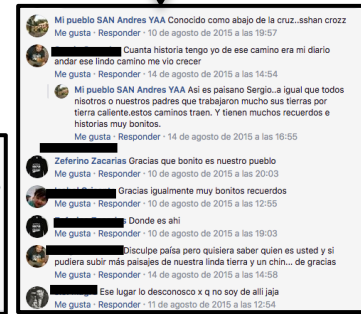 Mi pueblo SAN Andres YAA Conocido como abajo de la cruz..sshan crozz
Me gusta · Responder · 10 de agosto de 2015 a las 19:57
Cuanta historia tengo yo de ese camino era mi diario
andar ese lindo camino me vio crecer
Me gusta · Responder · 14 de agosto de 2015 a las 14:54
Mi pueblo SAN Andres YAA Asi es paisano Sergio..a igual que todos
nisotros o nuestros padres que trabajaron mucho sus tierras por
tierra caliente.estos caminos traen. Y tienen muchos recuerdos e
historias muy bonitos.
Me gusta · Responder · 14 de agosto de 2015 a las 16:55
Zeferino Zacarias Gracias que bonito es nuestro pueblo
Me gusta · Responder · 10 de agosto de 2015 a las 20:03
Gracias igualmente muy bonitos recuerdos
Me gusta · Responder · 10 de agosto de 2015 a las 12:55
s Donde es ahi
Me gusta · Responder · 10 de agosto de 2015 a las 19:03
Disculpe paísa pero quisiera saber quien es usted y si
pudiera subir más paisajes de nuestra linda tierra y un chin... de gracias
Me gusta · Responder · 14 de agosto de 2015 a las 14:58
Ese lugar lo desconosco x q no soy de alli jaja
Me gusta · Responder · 11 de agosto de 2015 a las 12:54